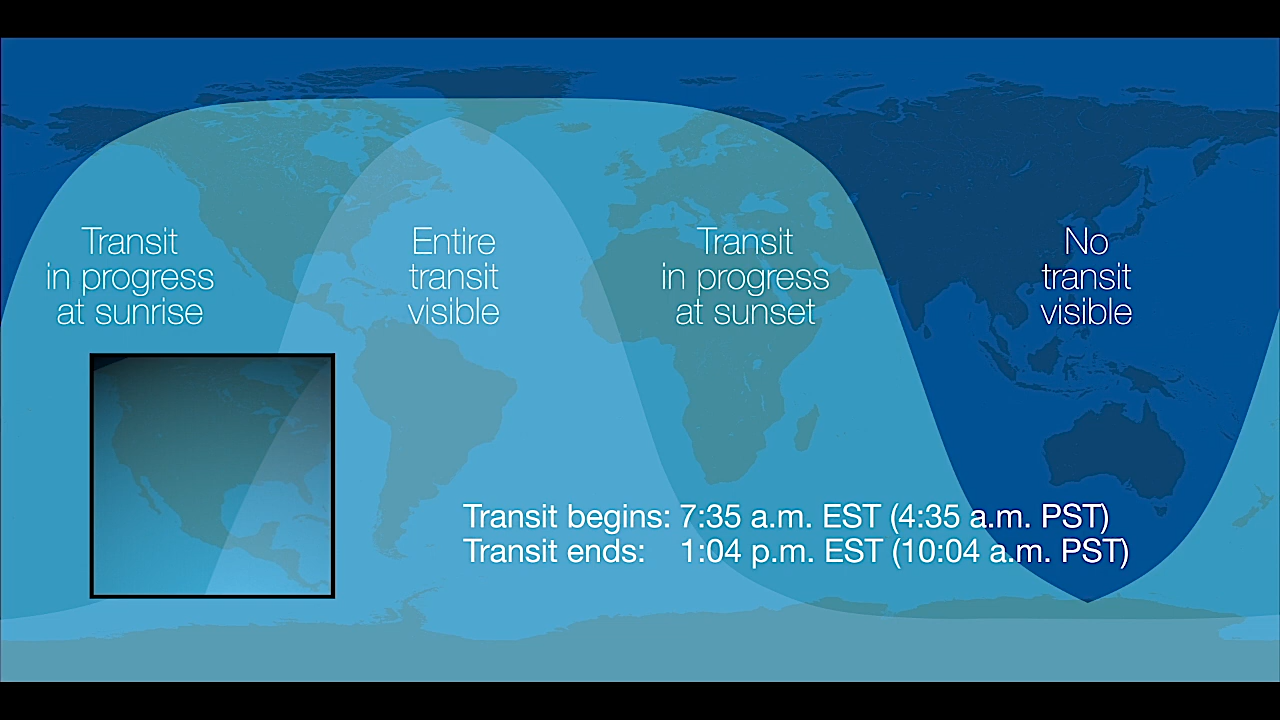 Transit
in progress
at sunrise
Entire
transit
visible
Transit
in progress
at sunset
No
transit
visible
Transit begins: 7:35 a.m. EST (4:35 a.m. PST)
Transit ends: 1:04 p.m. EST (10:04 a.m. PST)